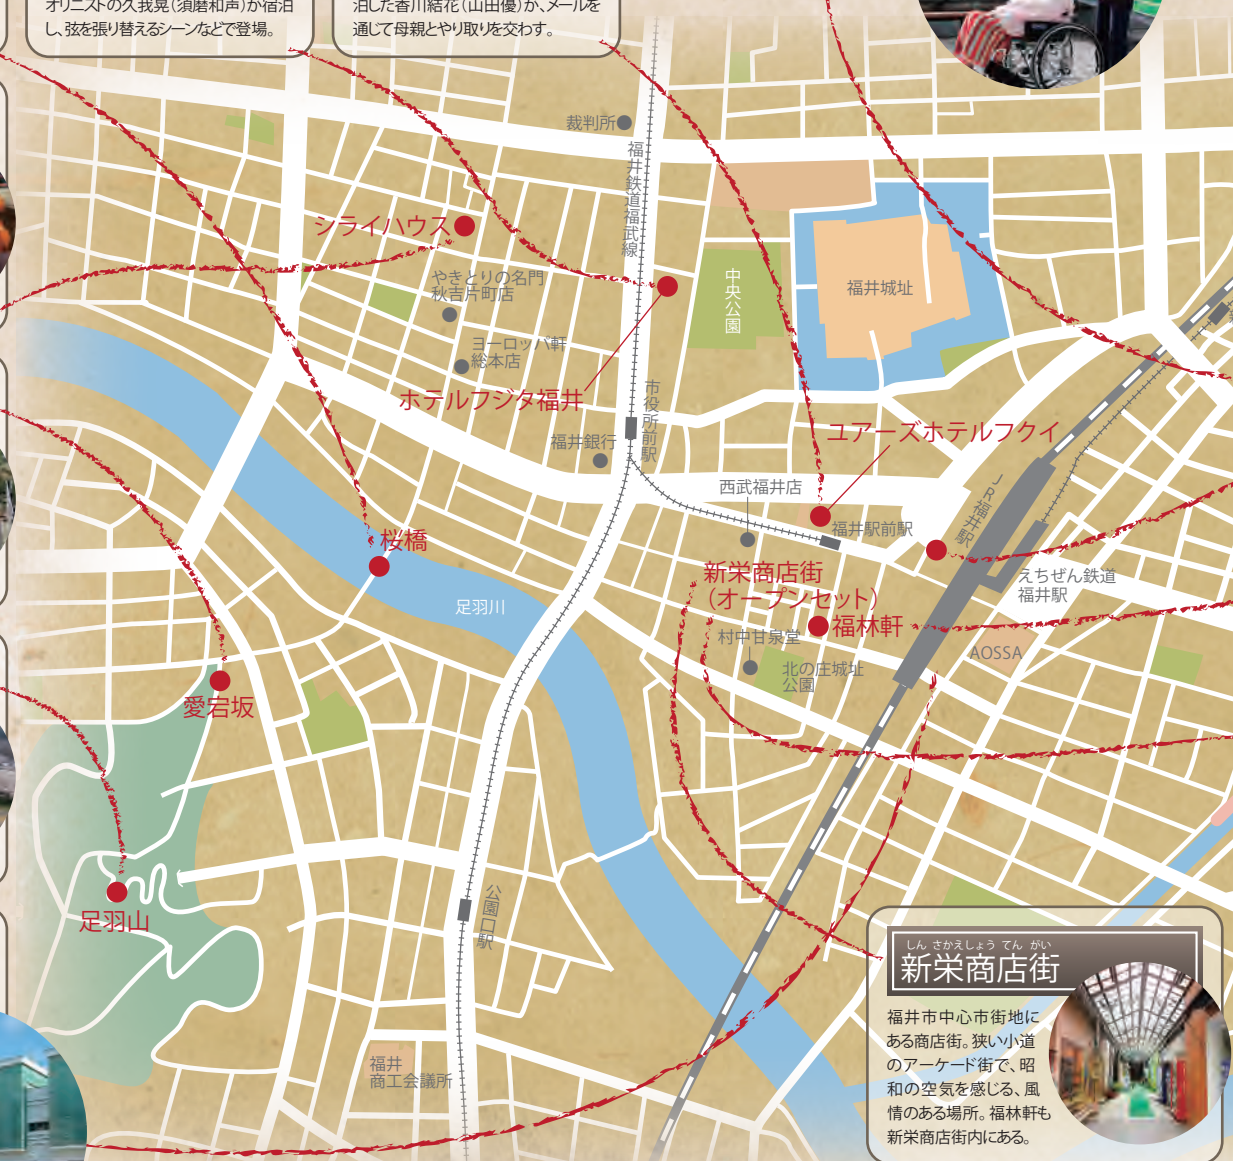 オリニストの久我晃（須磨和声）が宿泊
し、弦を張り替えるシーンなどで登場。
泊した香川結花（山田優）が、メールを
通して母親とやり取りを交わす。
裁判所
福井鉄道福武線
シライハウス
やきとりの名門
秋吉片町店
ヨーロッパ軒
総本店
中央公園
福井城址
ホテルフジタ福井
市役所前駅
福井銀行
ユアーズホテルフクイ
西武福井店
福井駅前駅
JR福井駅
桜橋
新栄商店街
（オープンセット）
えちぜん鉄道
福井駅
足羽川
福林軒
村中甘泉堂
北の庄城址
公園
AOSSA
愛宕坂
足羽山
公園口駅
福井
商工会議所
しん さかえしょう てん がい
新栄商店街
福井市中心市街地に
ある商店街。狭い小道
のアーケード街で、昭
和の空気を感じる、風
情のある場所。福林軒も
新栄商店街内にある。